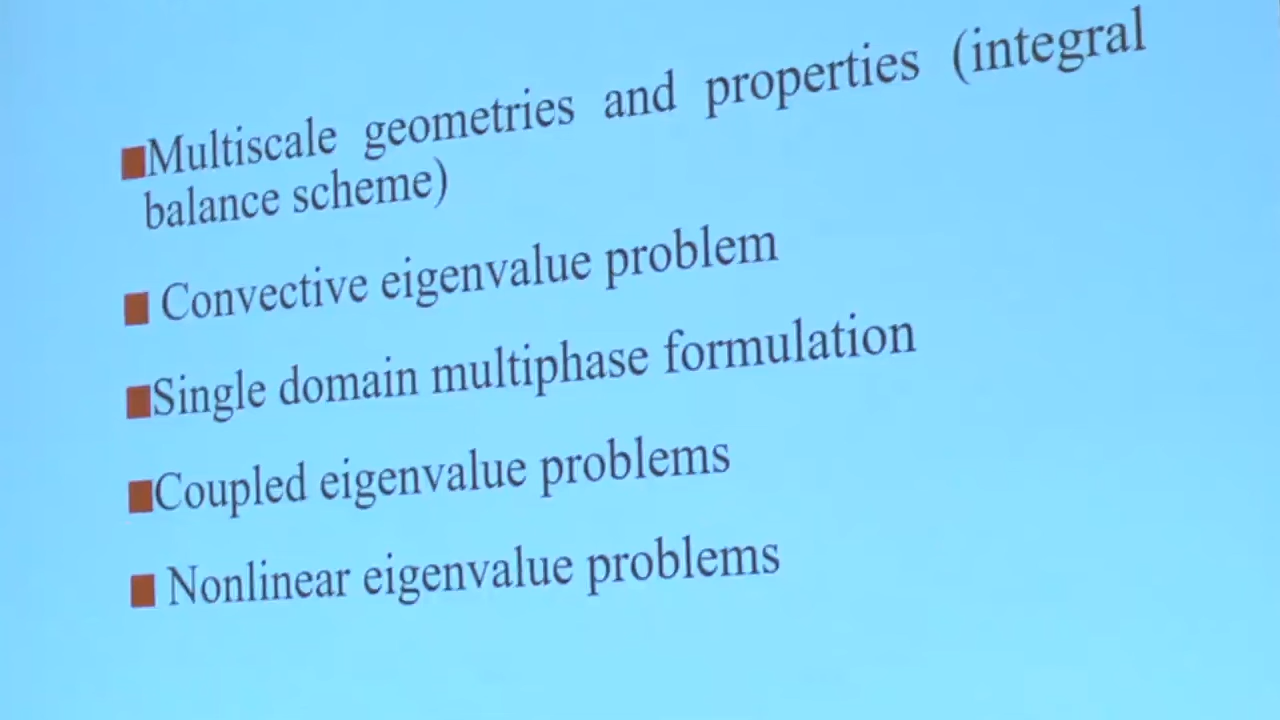 ■Multiscale geometries and properties (integral
balance scheme)
■ Convective eigenvalue problem
■Single domain multiphase formulation
■Coupled eigenvalue problems
■ Nonlinear eigenvalue problems